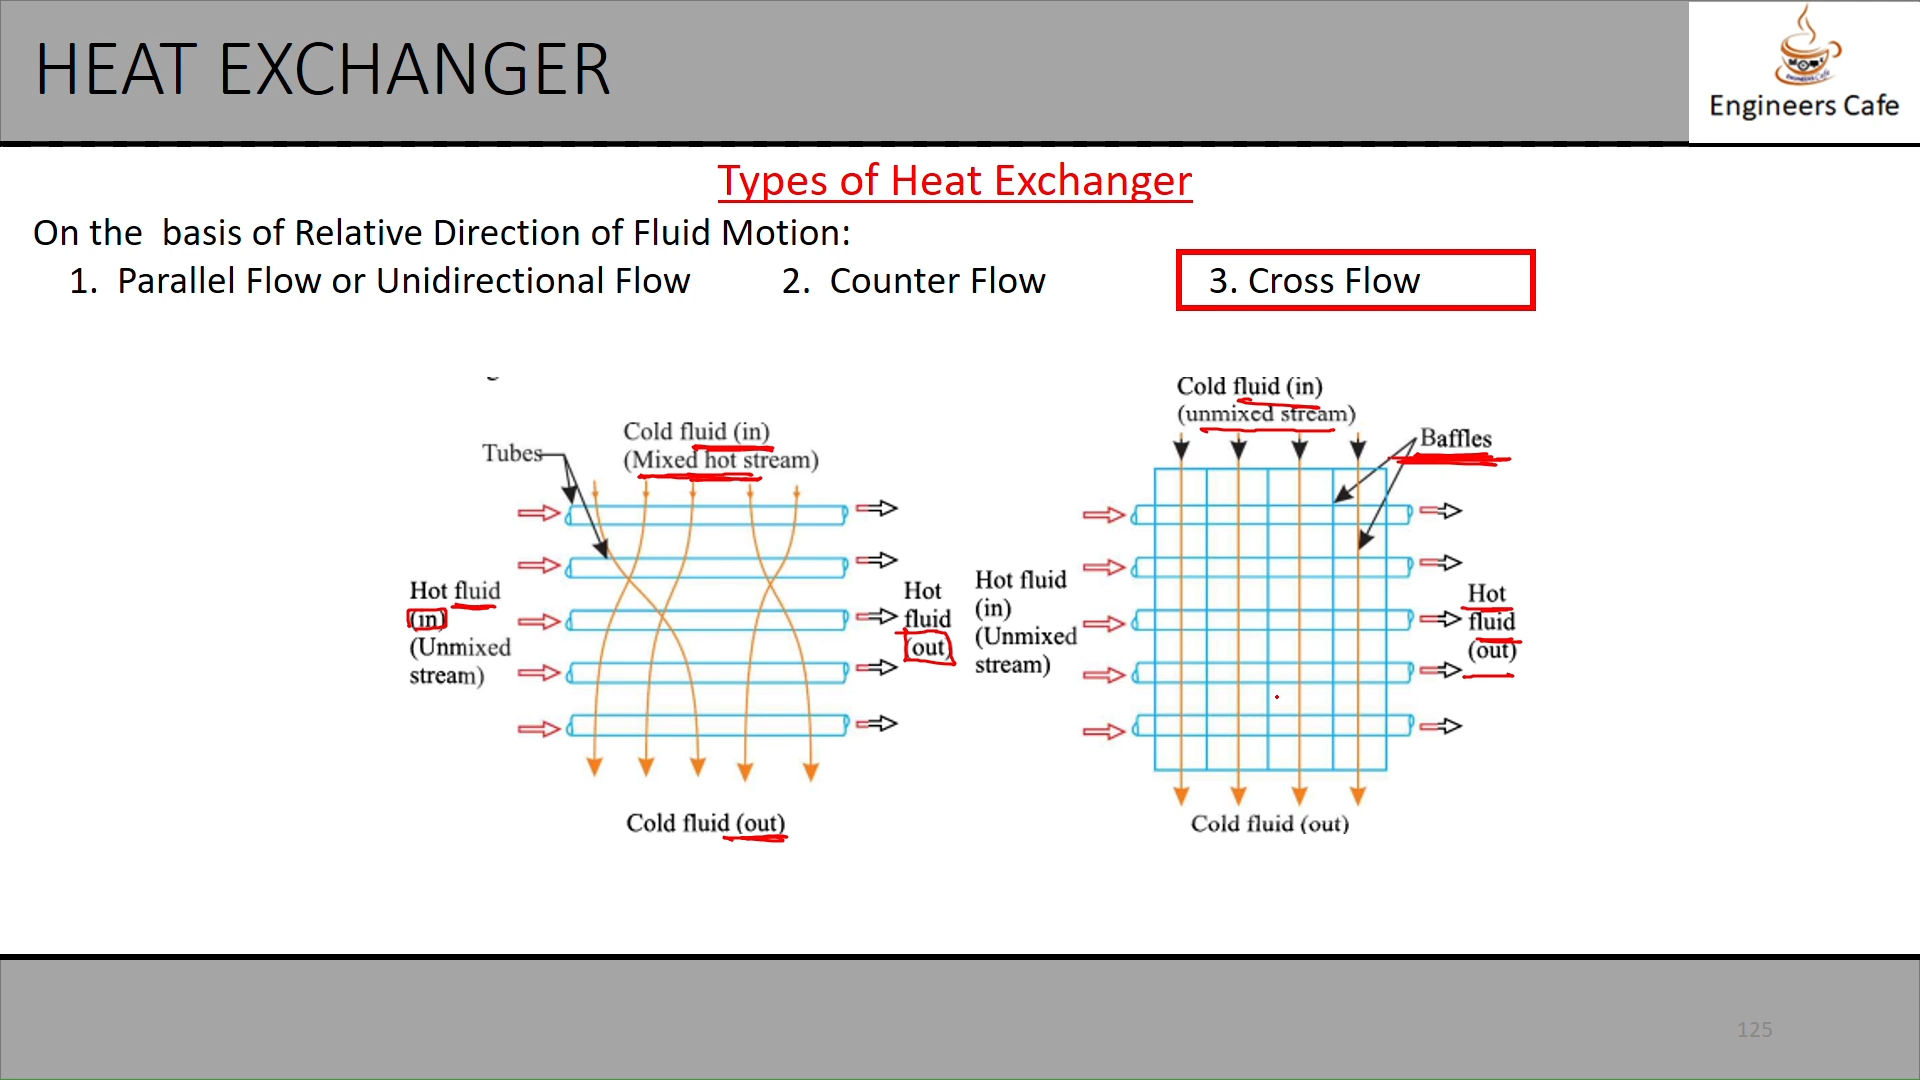 HEAT EXCHANGER
Engineers Cafe
Types of Heat Exchanger
On the basis of Relative Direction of Fluid Motion:
1. Parallel Flow or Unidirectional Flow
2. Counter Flow
3. Cross Flow
Tubes
Cold fluid (in)
(Mixed hot stream)
Hot fluid
(in)
(Unmixed
stream)
Hot
fluid
(out)
Cold fluid (out)
Cold fluid (in)
(unmixed stream)
Baffles
Hot fluid
(in)
(Unmixed
stream)
Hot
fluid
(out)
Cold fluid (out)
125